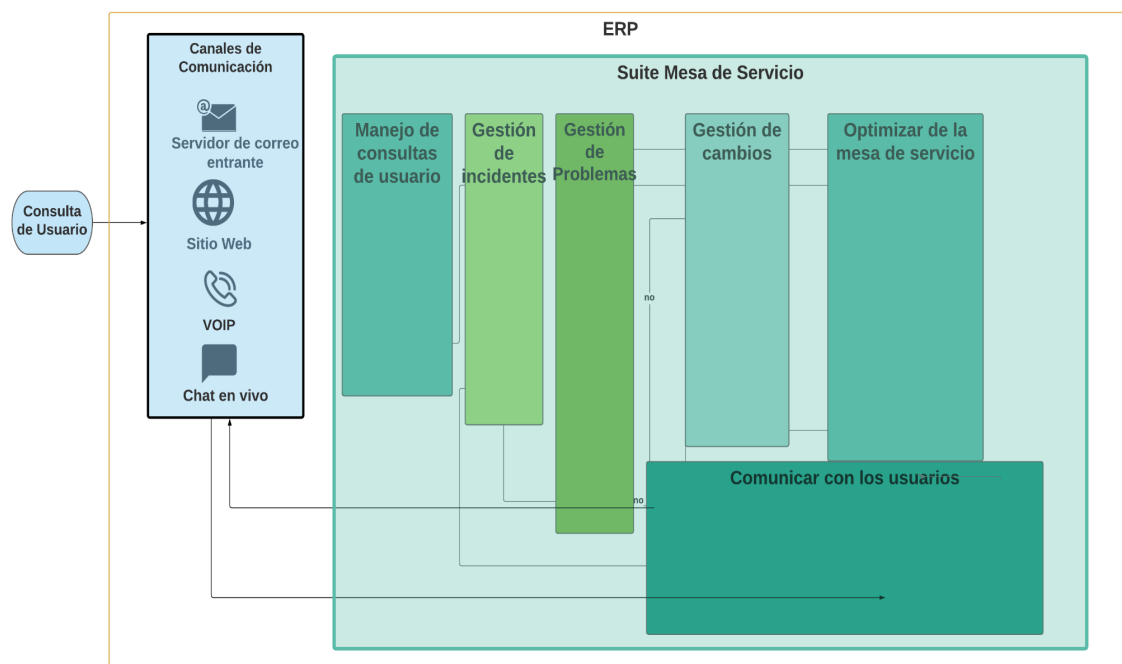 ERP
Canales de
Comunicación
@
Servidor de correo
entrante
Sitio Web
VOIP
Chat en vivo
Consulta
de Usuario
Suite Mesa de Servicio
Manejo de
consultas
de usuario
Gestión
de
incidentes
Gestión
de
Problemas
Gestión de
cambios
Optimizar de la
mesa de servicio
no
no
Comunicar con los usuarios